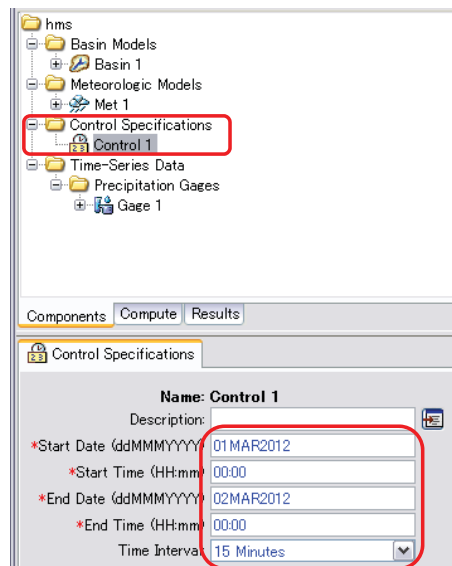 hms
Basin Models
Basin 1
Meteorologic Models
Met 1
Control Specifications
Control 1
Time-Series Data
Precipitation Gages
Gage 1
Components Compute Results
Control Specifications
Name: Control 1
Description:
*Start Date (ddMMMYYYY) 01MAR2012
*Start Time (HH:mm) 00:00
*End Date (ddMMMYYYY) 02MAR2012
*End Time (HH:mm) 00:00
Time Interval: 15 Minutes